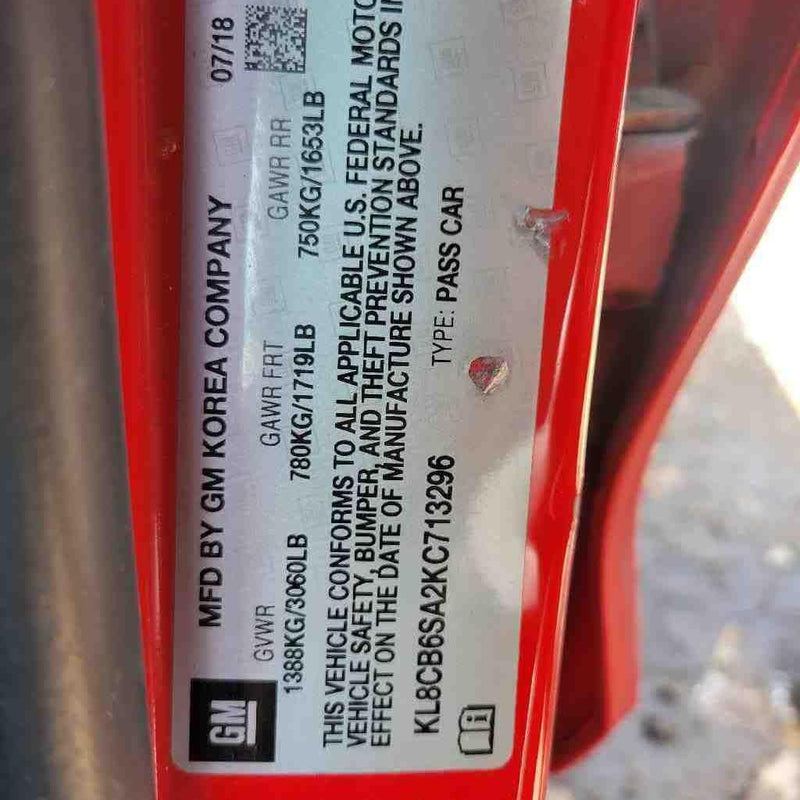 GM
MFD BY GM KOREA COMPANY 07/18
GVWR GAWR FRT GAWR RR
1388KG/3060LB 780KG/1719LB 750KG/1653LB
THIS VEHICLE CONFORMS TO ALL APPLICABLE U.S. FEDERAL MOTO
VEHICLE SAFETY, BUMPER, AND THEFT PREVENTION STANDARDS I
EFFECT ON THE DATE OF MANUFACTURE SHOWN ABOVE.
KL8CB6SA2KC713296 TYPE: PASS CAR